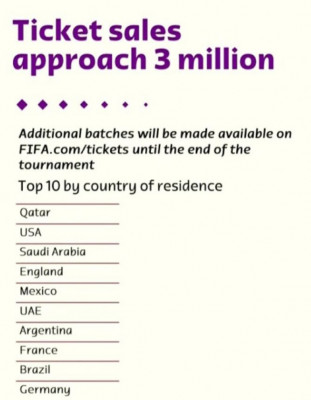 Ticket sales
approach 3 million
Additional batches will be made available on
FIFA.com/tickets until the end of the
tournament
Top 10 by country of residence
Qatar
USA
Saudi Arabia
England
Mexico
UAE
Argentina
France
Brazil
Germany